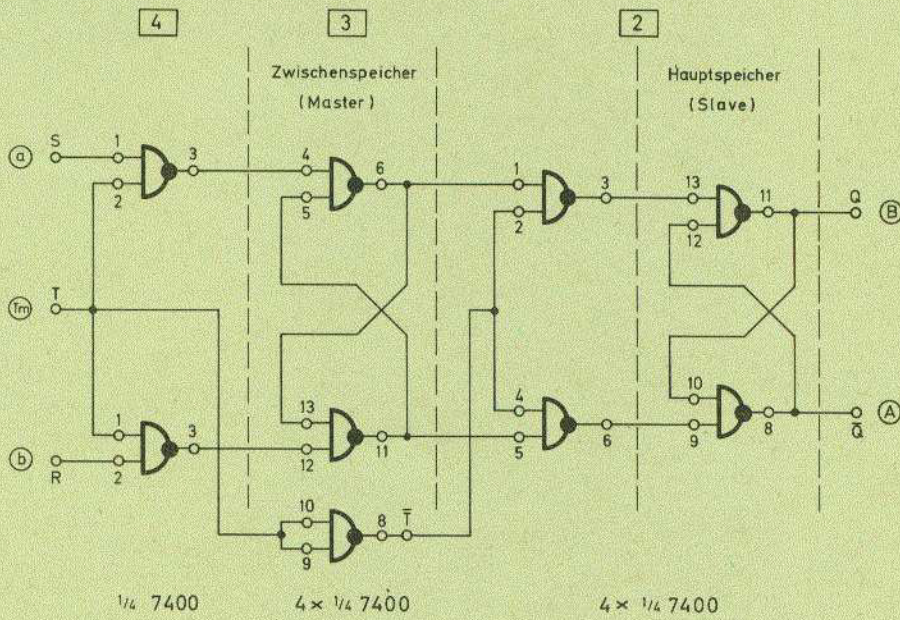 4 3 2
Zwischenspeicher
(Master)
Hauptspeicher
(Slave)
a S 1 3 4 6 1 3 13 11 Q B
2 5 2 12
Tm T
1 3 13 11 4 6 10 8 A
b R 2 12 5 9 Q̅
10 8 T̅
9
1/4 7400 4 x 1/4 7400 4 x 1/4 7400